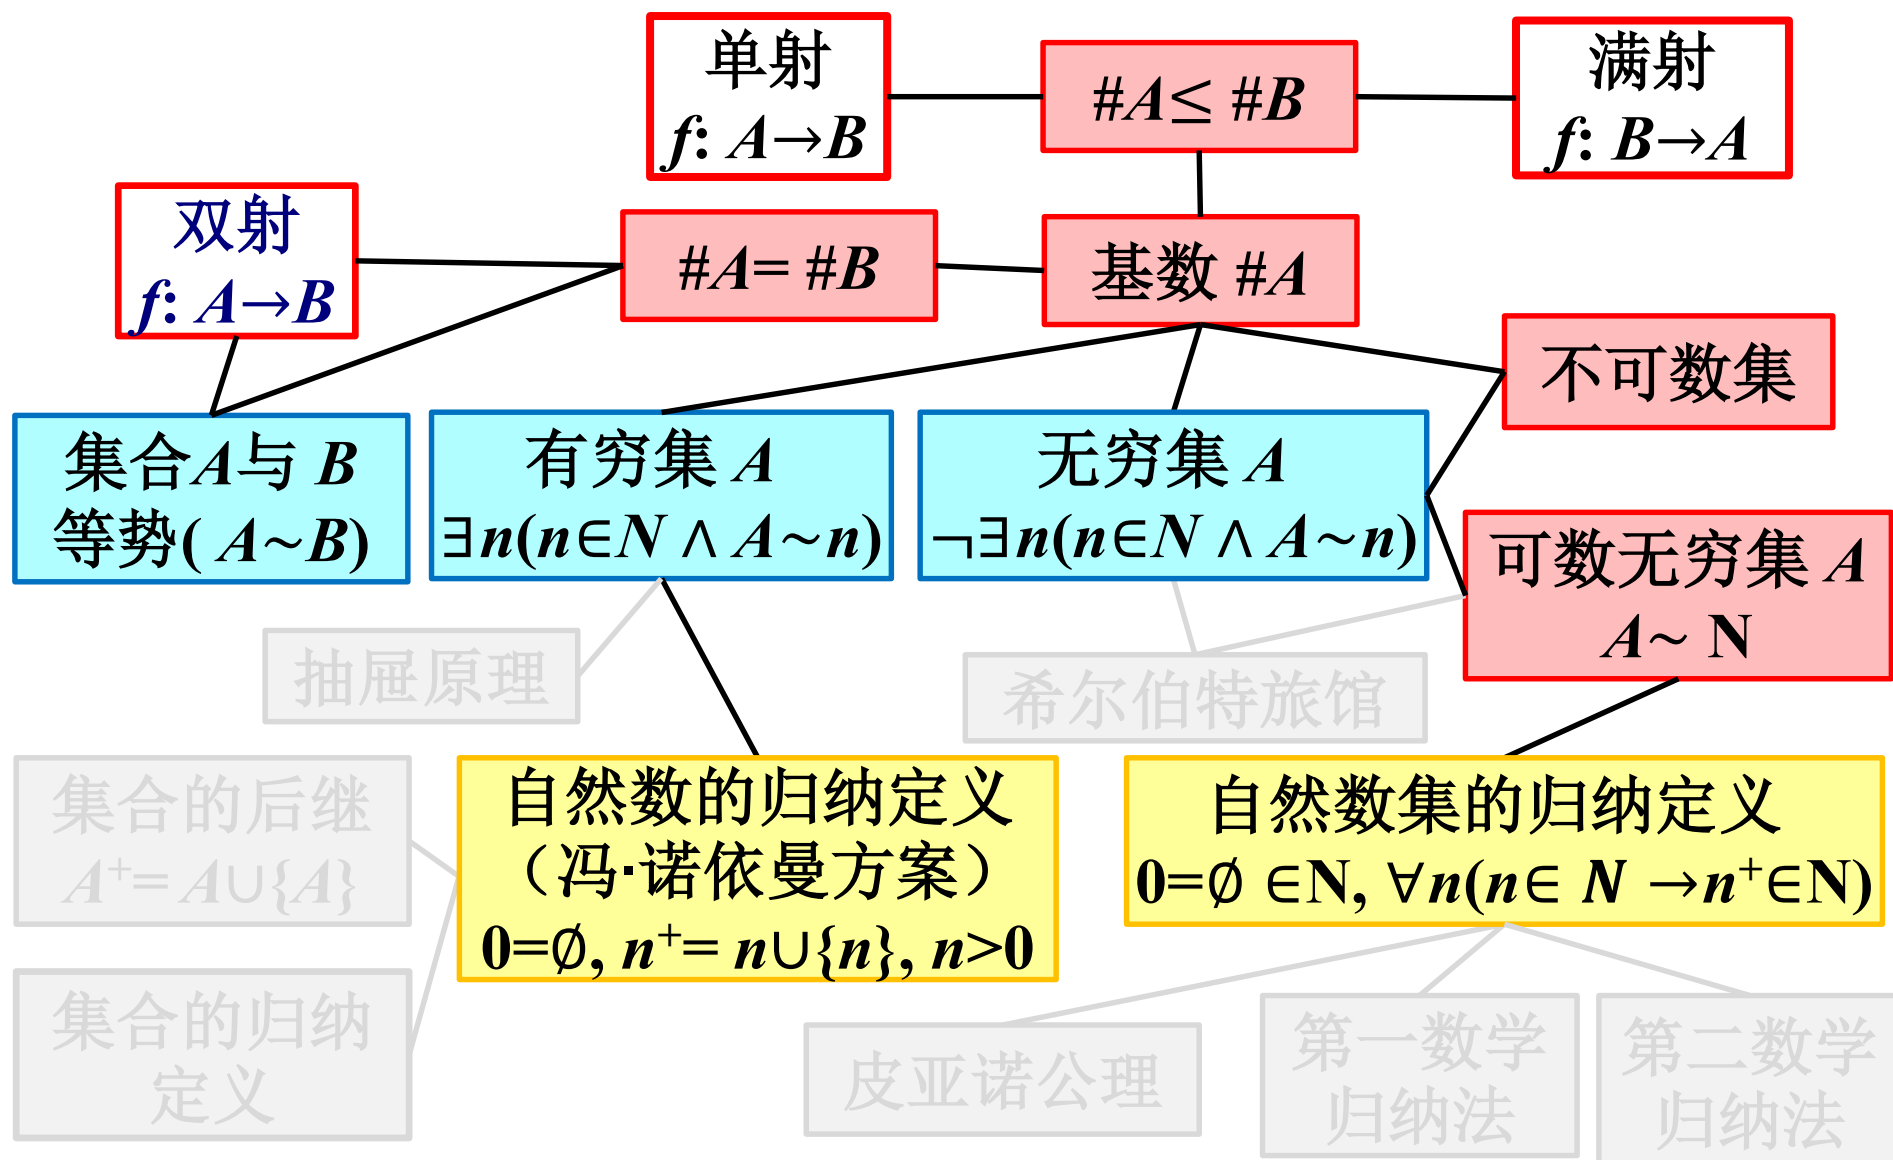 单射
f: A→B
#A≤ #B
满射
f: B→A
双射
f: A→B
#A= #B
基数 #A
不可数集
集合A与 B
等势( A~B)
有穷集 A
∃n(n∈N ∧ A~n)
无穷集 A
¬∃n(n∈N ∧ A~n)
可数无穷集 A
A~ N
抽屉原理
希尔伯特旅馆
集合的后继
A⁺= A∪{A}
自然数的归纳定义
（冯·诺依曼方案）
0=∅, n⁺= n∪{n}, n>0
自然数集的归纳定义
0=∅ ∈N, ∀n(n∈ N →n⁺∈N)
集合的归纳
定义
皮亚诺公理
第一数学
归纳法
第二数学
归纳法